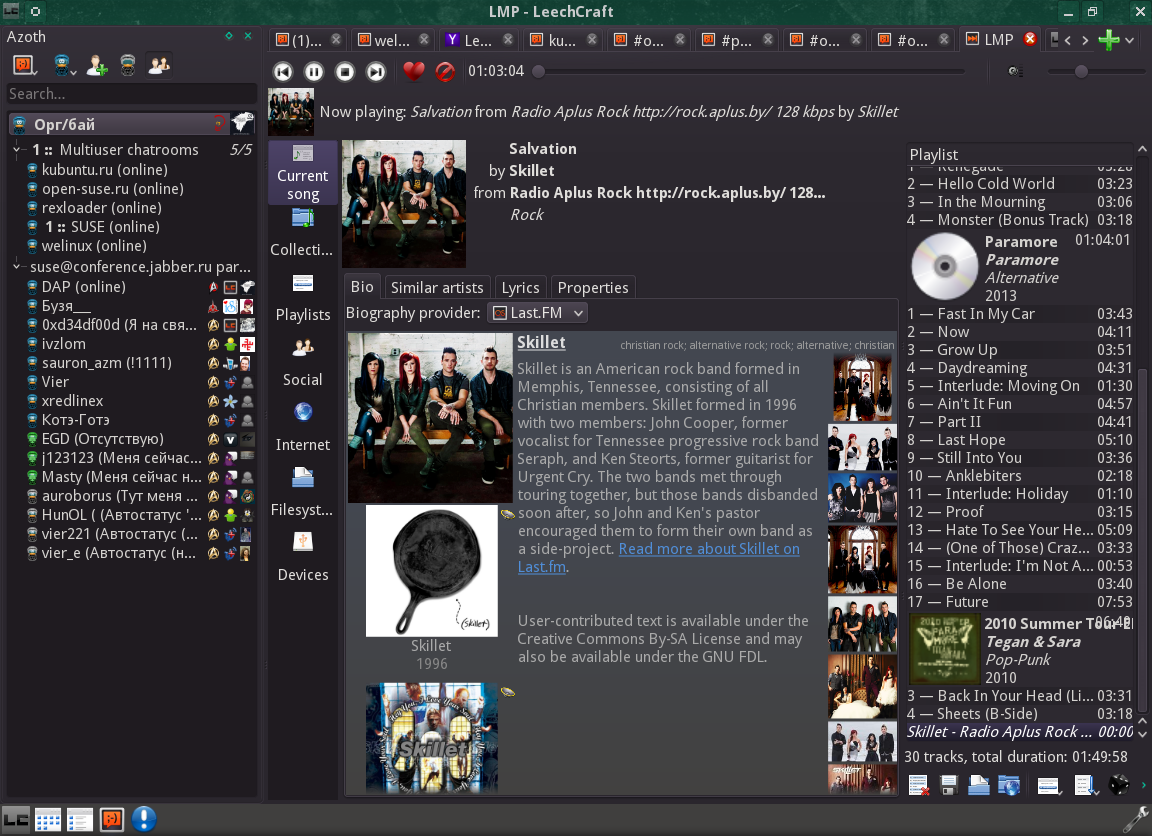 LMP - LeechCraft
Azoth
Search...
Орг/бай
1 :: Multiuser chatrooms 5/5
kubuntu.ru (online)
open-suse.ru (online)
rexloader (online)
1 :: SUSE (online)
welinux (online)
suse@conference.jabber.ru par...
DAP (online)
Бузя___
0xd34df00d (Я на свя...
ivzlom
sauron_azm (!1111)
Vier
xredlinex
Котэ-Готэ
EGD (Отсутствую)
j123123 (Меня сейчас...
Masty (Меня сейчас н...
auroborus (Тут меня ...
HunOL ( (Автостатус '...
vier221 (Автостатус (...
vier_e (Автостатус (н...
(1)... wel... Le... ku... #o... #p... #o... #o... LMP
01:03:04
Now playing: Salvation from Radio Aplus Rock http://rock.aplus.by/ 128 kbps by Skillet
Current
song
Collecti...
Playlists
Social
Internet
Filesyst...
Devices
Salvation
by Skillet
from Radio Aplus Rock http://rock.aplus.by/ 128...
Rock
Bio Similar artists Lyrics Properties
Biography provider: Last.FM
Skillet
christian rock; alternative rock; rock; alternative; christian
Skillet is an American rock band formed in
Memphis, Tennessee, consisting of all
Christian members. Skillet formed in 1996
with two members: John Cooper, former
vocalist for Tennessee progressive rock band
Seraph, and Ken Steorts, former guitarist for
Urgent Cry. The two bands met through
touring together, but those bands disbanded
soon after, so John and Ken's pastor
encouraged them to form their own band as
a side-project. Read more about Skillet on
Last.fm.
User-contributed text is available under the
Creative Commons By-SA License and may
also be available under the GNU FDL.
(skillet)
Skillet
1996
Skillet
Playlist
1 — Renegade 03:28
2 — Hello Cold World 03:23
3 — In the Mourning 03:06
4 — Monster (Bonus Track) 03:18
Paramore 01:04:01
Paramore
Alternative
2013
1 — Fast In My Car 03:43
2 — Now 04:11
3 — Grow Up 03:51
4 — Daydreaming 04:31
5 — Interlude: Moving On 01:30
6 — Ain't It Fun 04:57
7 — Part II 04:41
8 — Last Hope 05:10
9 — Still Into You 03:36
10 — Anklebiters 02:18
11 — Interlude: Holiday 01:10
12 — Proof 03:15
13 — Hate To See Your He... 05:09
14 — (One of Those) Craz... 03:33
15 — Interlude: I'm Not A... 00:53
16 — Be Alone 03:40
17 — Future 07:53
2010 Summer Tour
Tegan & Sara
Pop-Punk
2010
3 — Back In Your Head (Li... 03:31
4 — Sheets (B-Side) 03:18
Skillet - Radio Aplus Rock ... 00:00
30 tracks, total duration: 01:49:58